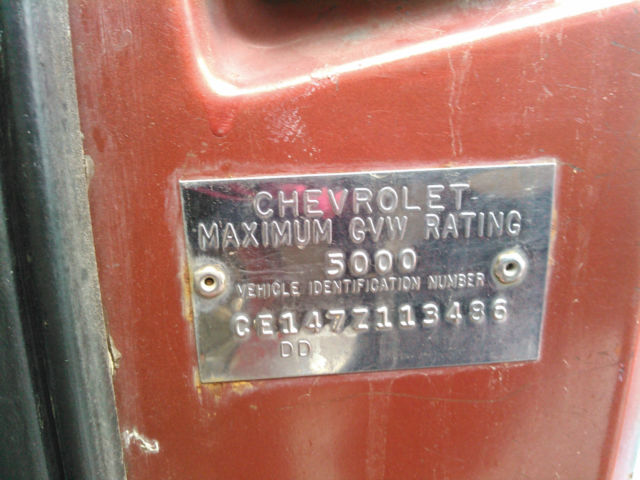 CHEVROLET
MAXIMUM GVW RATING
5000
VEHICLE IDENTIFICATION NUMBER
CE147Z113486
DD